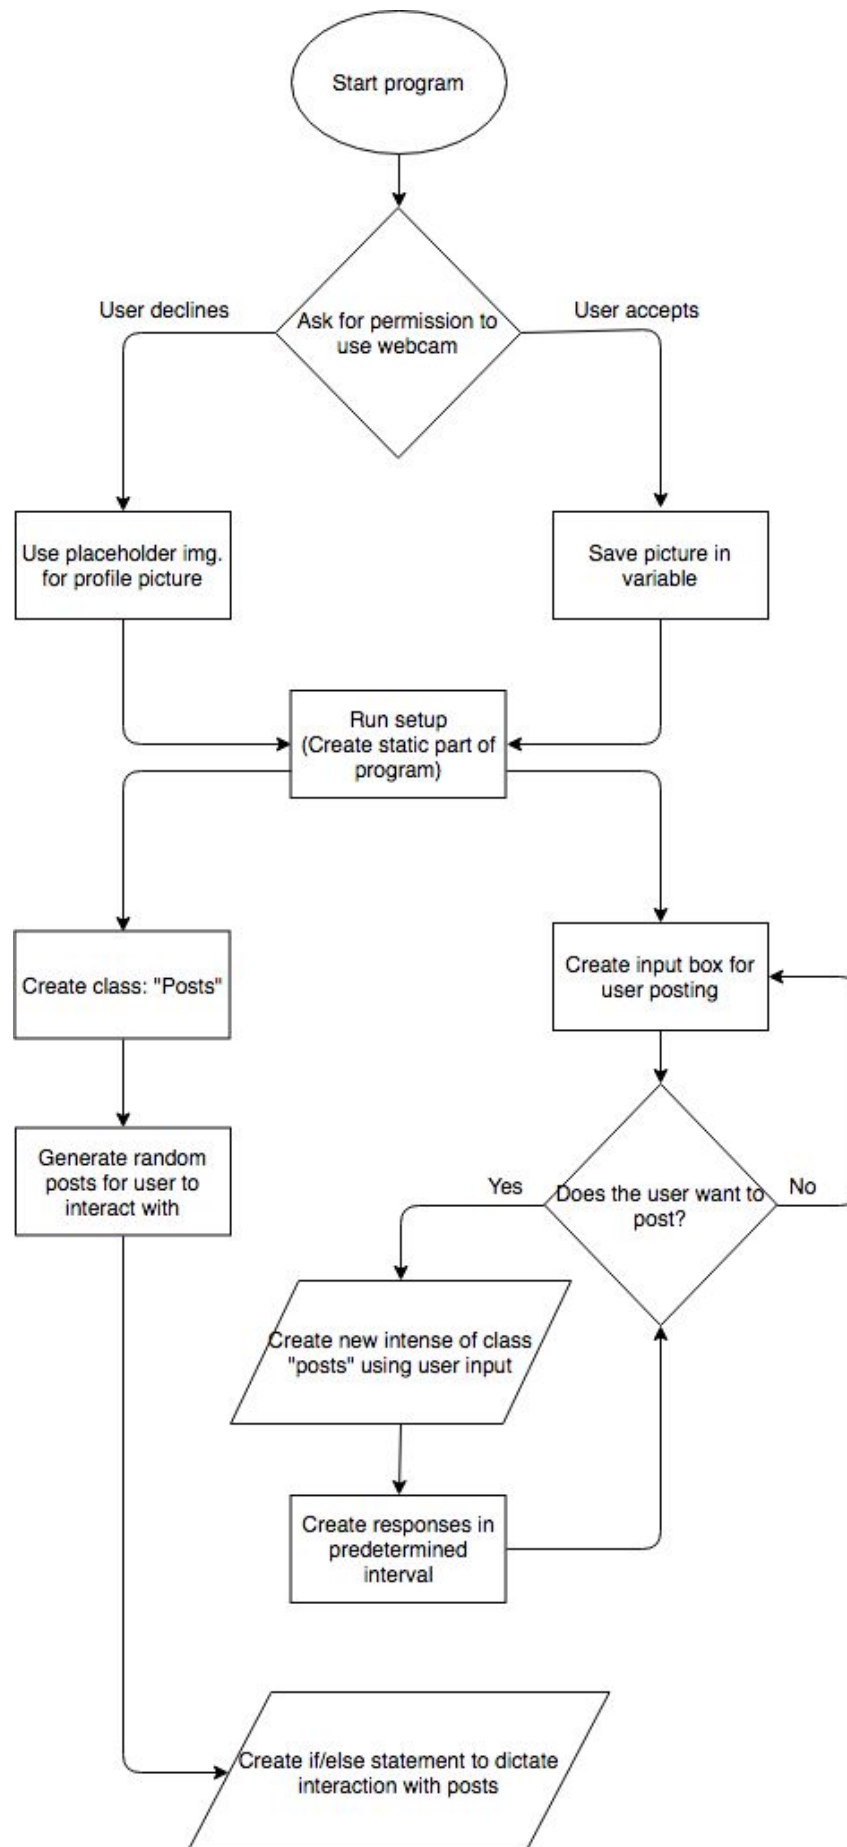 Start program
User declines
User accepts
Ask for permission to
use webcam
Use placeholder img.
for profile picture
Save picture in
variable
Run setup
(Create static part of
program)
Create class: "Posts"
Create input box for
user posting
Generate random
posts for user to
interact with
Yes
Does the user want to
post?
No
Create new intense of class
"posts" using user input
Create responses in
predetermined
interval
Create if/else statement to dictate
interaction with posts